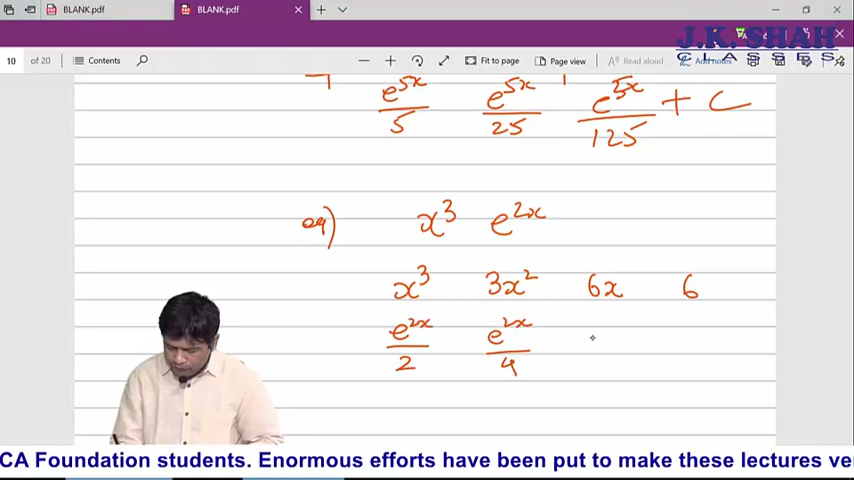 BLANK.pdf BLANK.pdf
J.K. SHAH
CLASSES
10 of 20 Contents Fit to page Page view Read aloud Add notes
e^5x/5 e^5x/25 e^5x/125 + C
eg) x^3 e^2x
x^3 3x^2 6x 6
e^2x/2 e^2x/4
CA Foundation students. Enormous efforts have been put to make these lectures ve